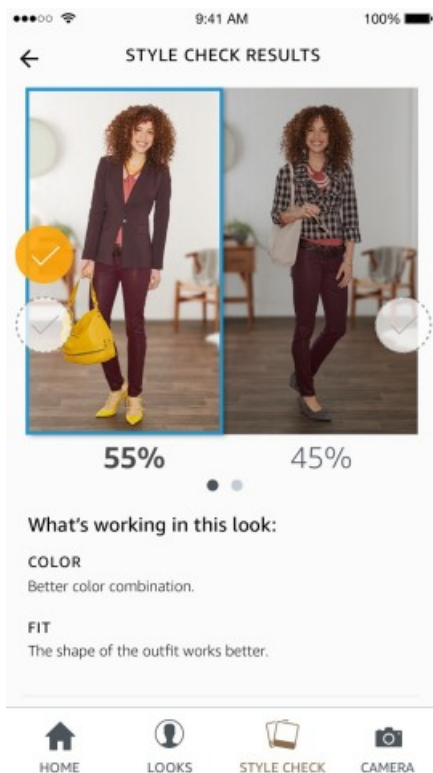 9:41 AM 100%
STYLE CHECK RESULTS
55% 45%
What's working in this look:
COLOR
Better color combination.
FIT
The shape of the outfit works better.
HOME LOOKS STYLE CHECK CAMERA